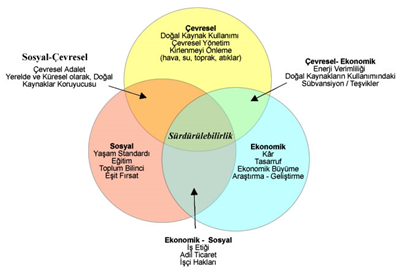 Çevresel
Doğal Kaynak Kullanımı
Çevresel Yönetim
Kirlenmeyi Önleme
(hava, su, toprak, atıklar)
Sosyal-Çevresel
Çevresel Adalet
Yerelde ve Küresel olarak, Doğal
Kaynaklar Koruyucusu
Çevresel- Ekonomik
Enerji Verimliliği
Doğal Kaynakların Kullanımındaki
Sübvansiyon / Teşvikler
Sürdürülebilirlik
Sosyal
Yaşam Standardı
Eğitim
Toplum Bilinci
Eşit Fırsat
Ekonomik
Kâr
Tasarruf
Ekonomik Büyüme
Araştırma - Geliştirme
Ekonomik - Sosyal
İş Etiği
Adil Ticaret
İşçi Hakları